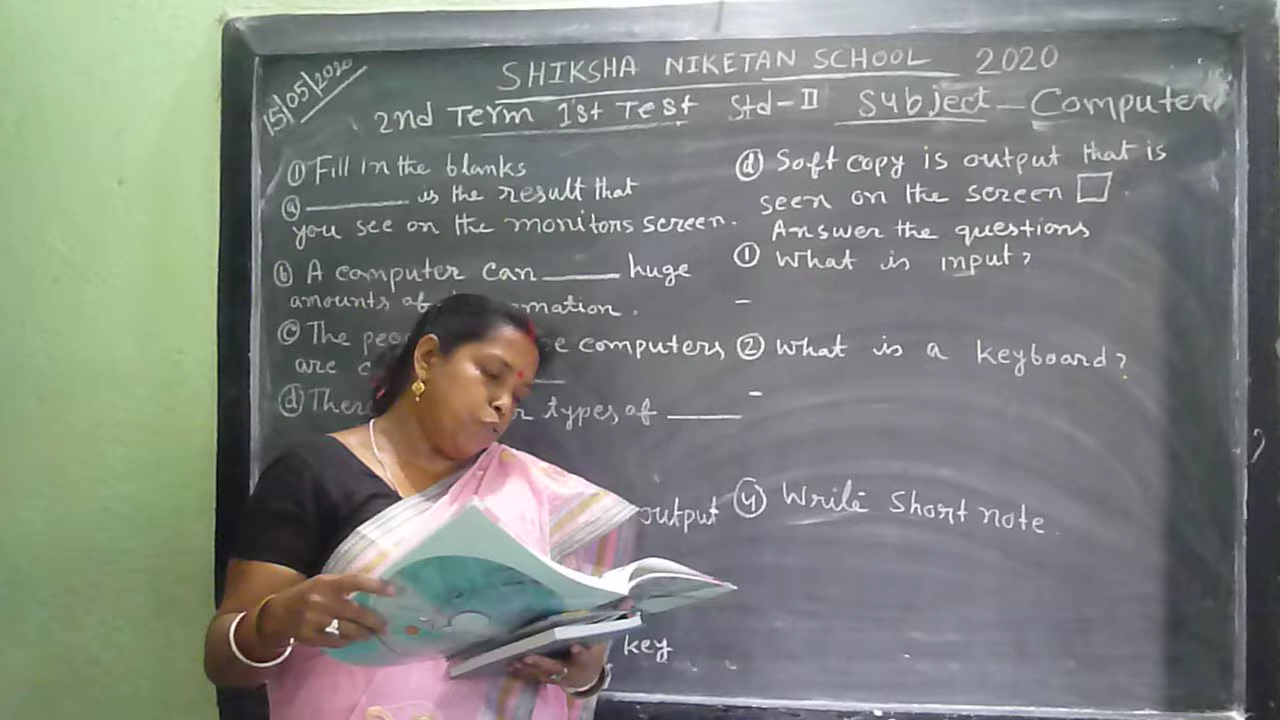 15/05/2020
SHIKSHA NIKETAN SCHOOL 2020
2nd Term 1st Test Std-II Subject - Computer
① Fill in the blanks
ⓐ ______ is the result that
you see on the monitors screen.
ⓑ A computer can ______ huge
amounts of
ⓒ The computers
are
ⓓ types of ______
output
key
ⓓ Soft copy is output that is
seen on the screen □.
Answer the questions
① What is input?
-
② What is a keyboard?
-
④ Write short note.